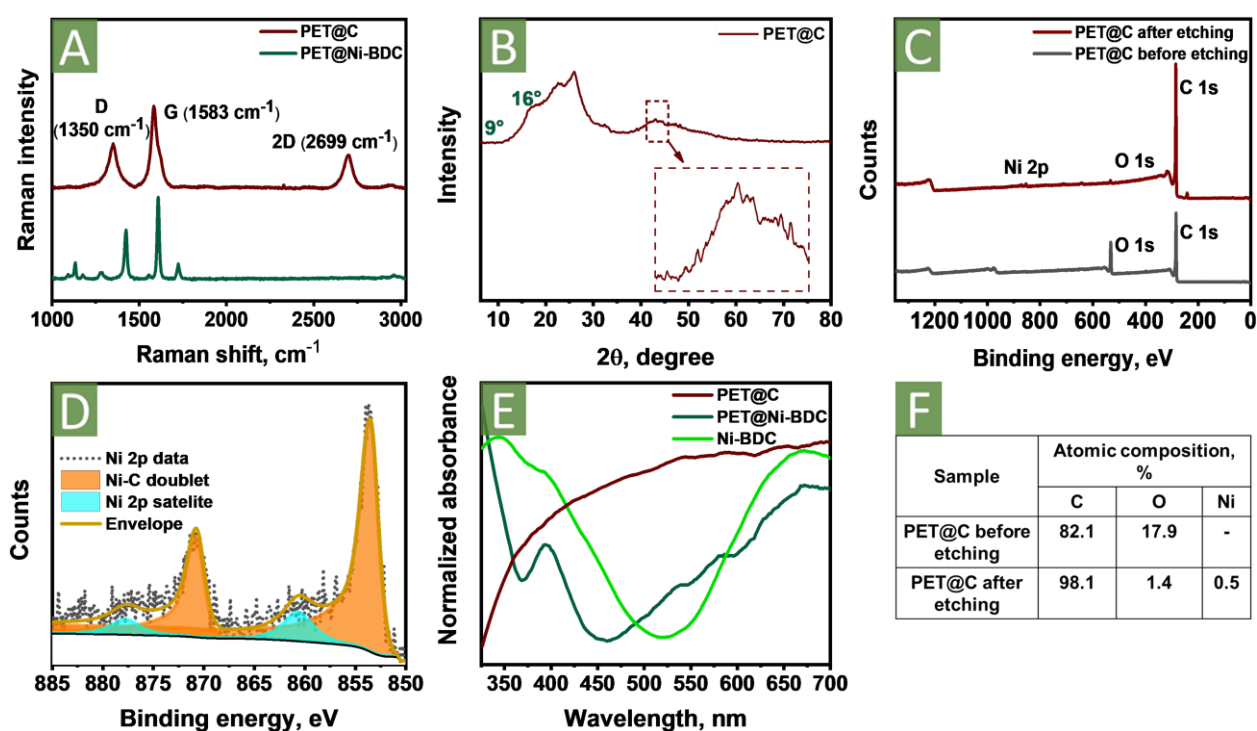 A
PET@C
PET@Ni-BDC
D
(1350 cm-1)
G (1583 cm-1)
2D (2699 cm-1)
Raman intensity
1000 1500 2000 2500 3000
Raman shift, cm-1
B
PET@C
16°
9°
Intensity
10 20 30 40 50 60 70 80
2θ, degree
C
PET@C after etching
PET@C before etching
C 1s
Ni 2p
O 1s
C 1s
O 1s
Counts
1200 1000 800 600 400 200 0
Binding energy, eV
D
Ni 2p data
Ni-C doublet
Ni 2p satelite
Envelope
Counts
885 880 875 870 865 860 855 850
Binding energy, eV
E
PET@C
PET@Ni-BDC
Ni-BDC
Normalized absorbance
350 400 450 500 550 600 650 700
Wavelength, nm
F
Sample
Atomic composition,
%
C O Ni
PET@C before
etching
82.1 17.9 -
PET@C after
etching
98.1 1.4 0.5